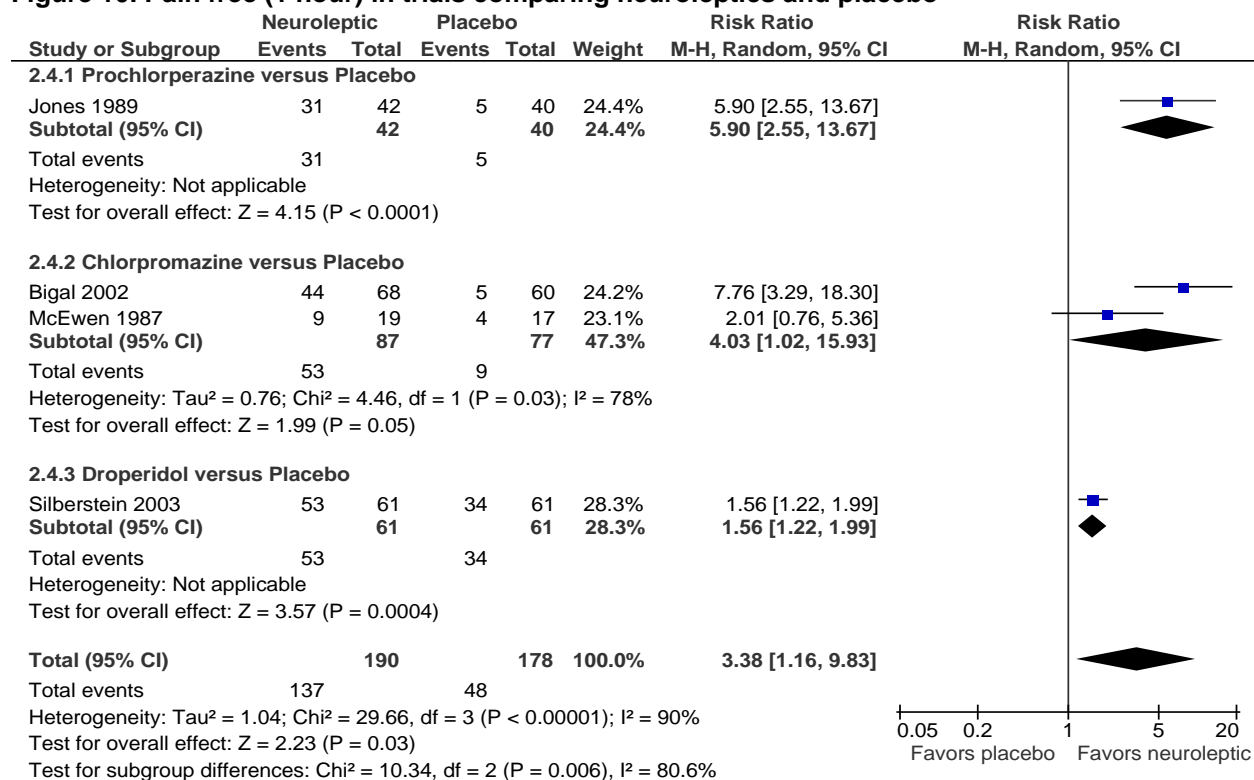 Neuroleptic Placebo Risk Ratio Risk Ratio
Study or Subgroup Events Total Events Total Weight M-H, Random, 95% CI M-H, Random, 95% CI
2.4.1 Prochlorperazine versus Placebo
Jones 1989 31 42 5 40 24.4% 5.90 [2.55, 13.67]
Subtotal (95% CI) 42 40 24.4% 5.90 [2.55, 13.67]
Total events 31 5
Heterogeneity: Not applicable
Test for overall effect: Z = 4.15 (P < 0.0001)
2.4.2 Chlorpromazine versus Placebo
Bigal 2002 44 68 5 60 24.2% 7.76 [3.29, 18.30]
McEwen 1987 9 19 4 17 23.1% 2.01 [0.76, 5.36]
Subtotal (95% CI) 87 77 47.3% 4.03 [1.02, 15.93]
Total events 53 9
Heterogeneity: Tau² = 0.76; Chi² = 4.46, df = 1 (P = 0.03); I² = 78%
Test for overall effect: Z = 1.99 (P = 0.05)
2.4.3 Droperidol versus Placebo
Silberstein 2003 53 61 34 61 28.3% 1.56 [1.22, 1.99]
Subtotal (95% CI) 61 61 28.3% 1.56 [1.22, 1.99]
Total events 53 34
Heterogeneity: Not applicable
Test for overall effect: Z = 3.57 (P = 0.0004)
Total (95% CI) 190 178 100.0% 3.38 [1.16, 9.83]
Total events 137 48
Heterogeneity: Tau² = 1.04; Chi² = 29.66, df = 3 (P < 0.00001); I² = 90%
Test for overall effect: Z = 2.23 (P = 0.03)
Test for subgroup differences: Chi² = 10.34, df = 2 (P = 0.006), I² = 80.6%
0.05 0.2 1 5 20
Favors placebo Favors neuroleptic